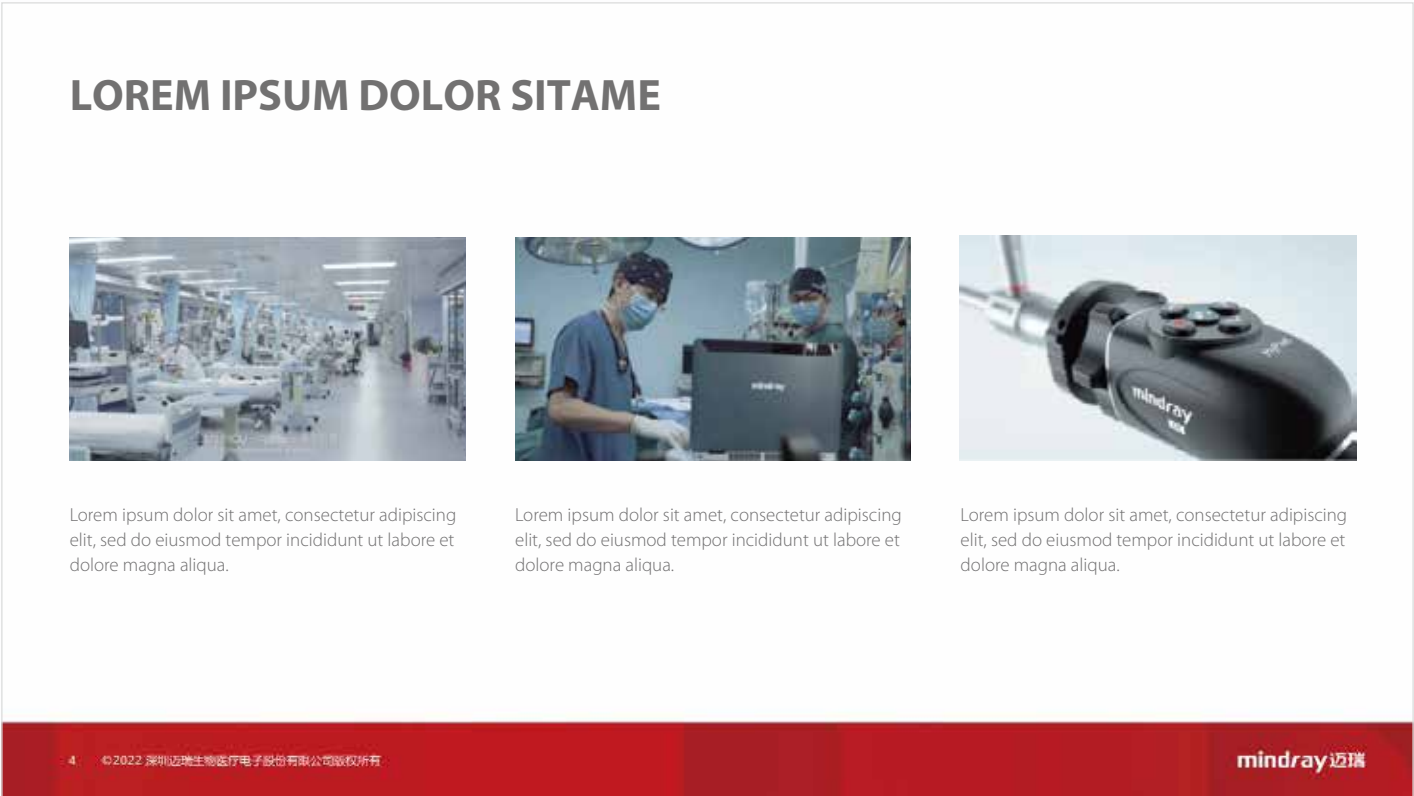 LOREM IPSUM DOLOR SITAME
mindray
mindray
HyPixel
Lorem ipsum dolor sit amet, consectetur adipiscing
elit, sed do eiusmod tempor incididunt ut labore et
dolore magna aliqua.
Lorem ipsum dolor sit amet, consectetur adipiscing
elit, sed do eiusmod tempor incididunt ut labore et
dolore magna aliqua.
Lorem ipsum dolor sit amet, consectetur adipiscing
elit, sed do eiusmod tempor incididunt ut labore et
dolore magna aliqua.
4 ©2022 深圳迈瑞生物医疗电子股份有限公司版权所有
mindray迈瑞